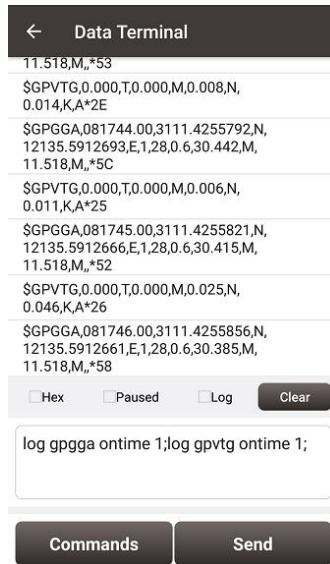 Data Terminal
11.518,M,,*53
$GPVTG,0.000,T,0.000,M,0.008,N,
0.014,K,A*2E
$GPGGA,081744.00,3111.4255792,N,
12135.5912693,E,1,28,0.6,30.442,M,
11.518,M,,*5C
$GPVTG,0.000,T,0.000,M,0.006,N,
0.011,K,A*25
$GPGGA,081745.00,3111.4255821,N,
12135.5912666,E,1,28,0.6,30.415,M,
11.518,M,,*52
$GPVTG,0.000,T,0.000,M,0.025,N,
0.046,K,A*26
$GPGGA,081746.00,3111.4255856,N,
12135.5912661,E,1,28,0.6,30.385,M,
11.518,M,,*58
Hex Paused Log Clear
log gpgga ontime 1;log gpvtg ontime 1;
Commands Send